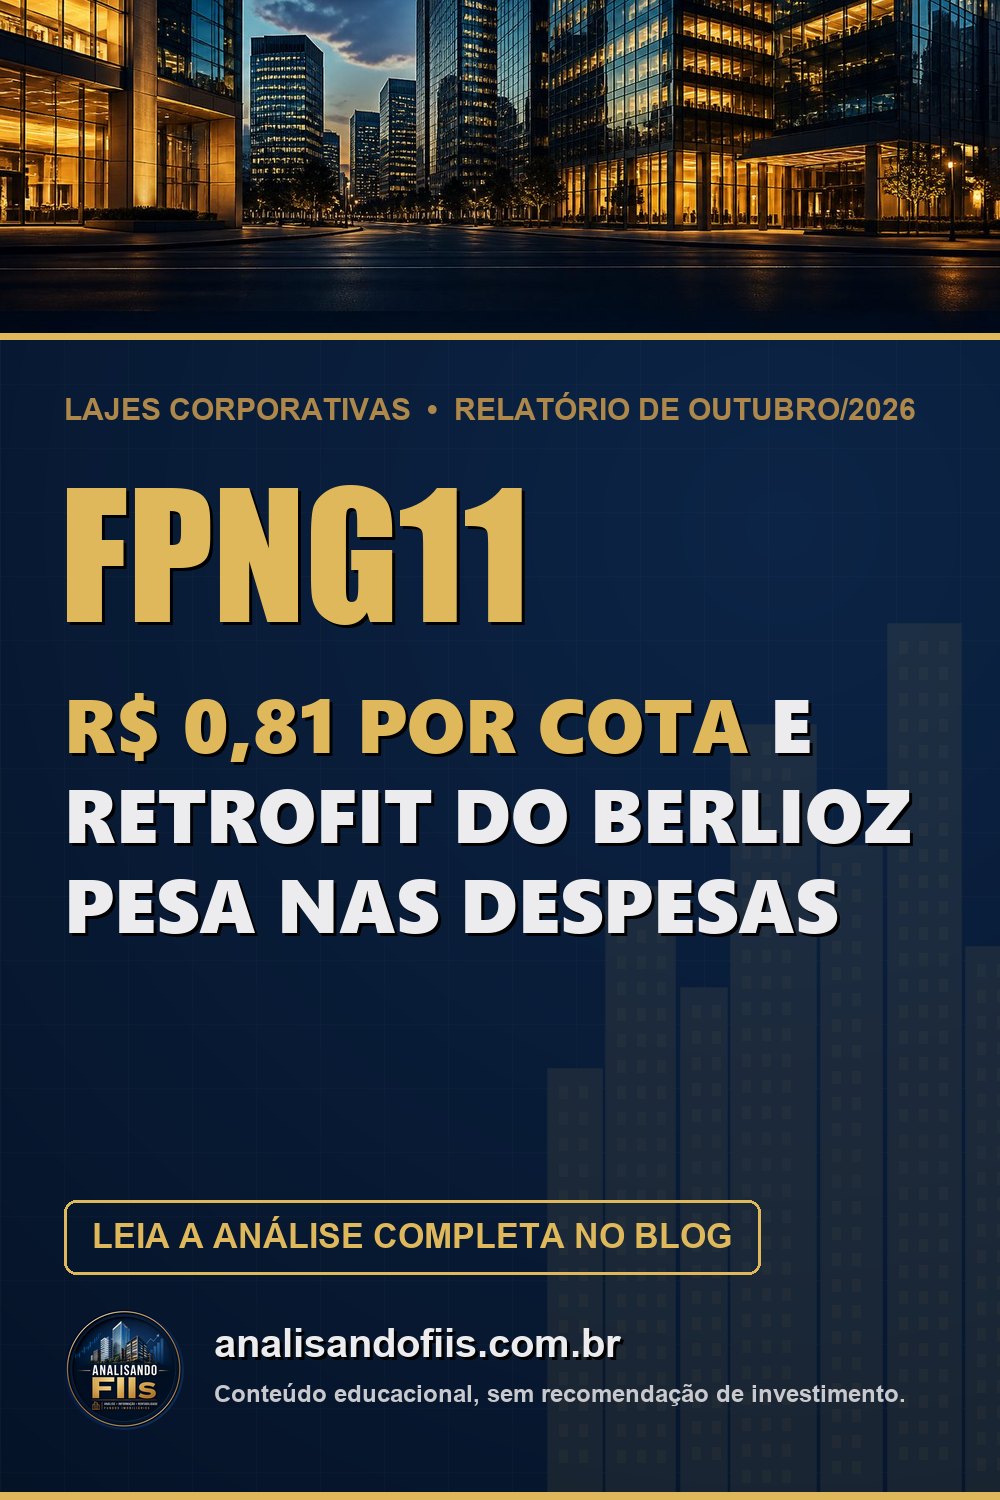 LAJES CORPORATIVAS • RELATÓRIO DE OUTUBRO/2026
FPNG11
R$ 0,81 POR COTA E
RETROFIT DO BERLIOZ
PESA NAS DESPESAS
LEIA A ANÁLISE COMPLETA NO BLOG
analisandofiis.com.br
Conteúdo educacional, sem recomendação de investimento.
ANALISANDO
FIIs